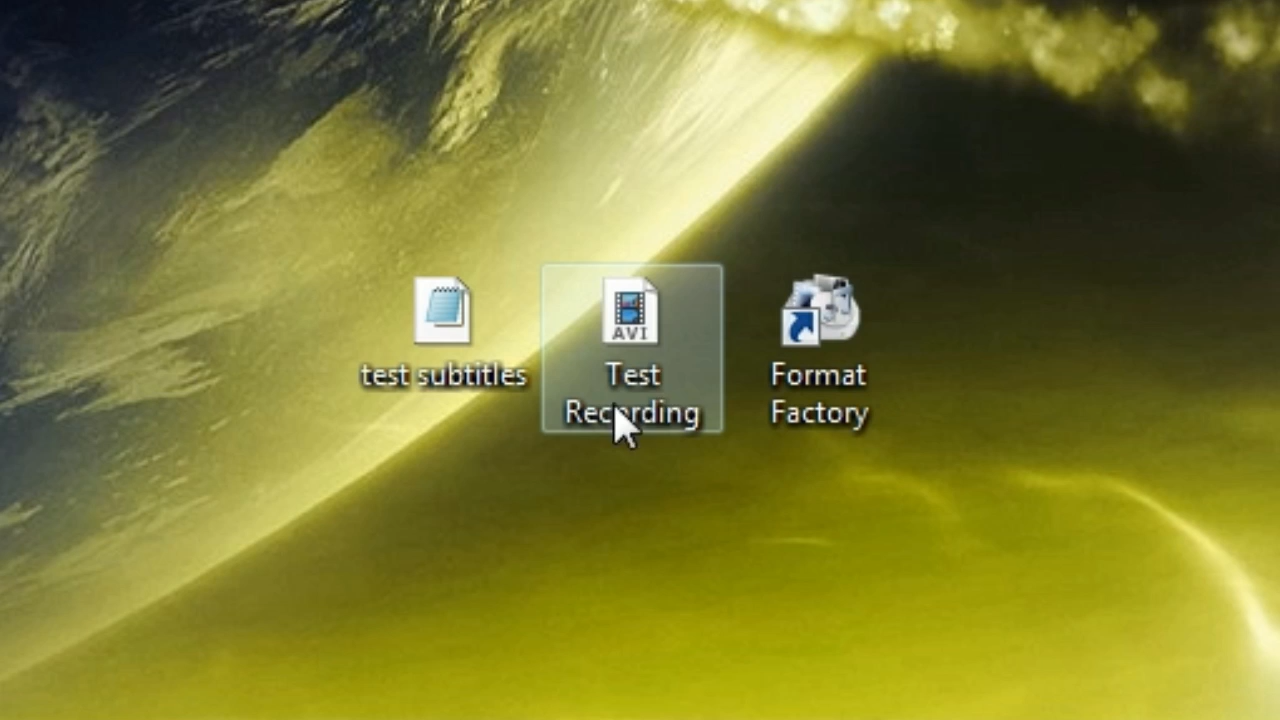 test subtitles
AVI
Test
Recording
Format
Factory